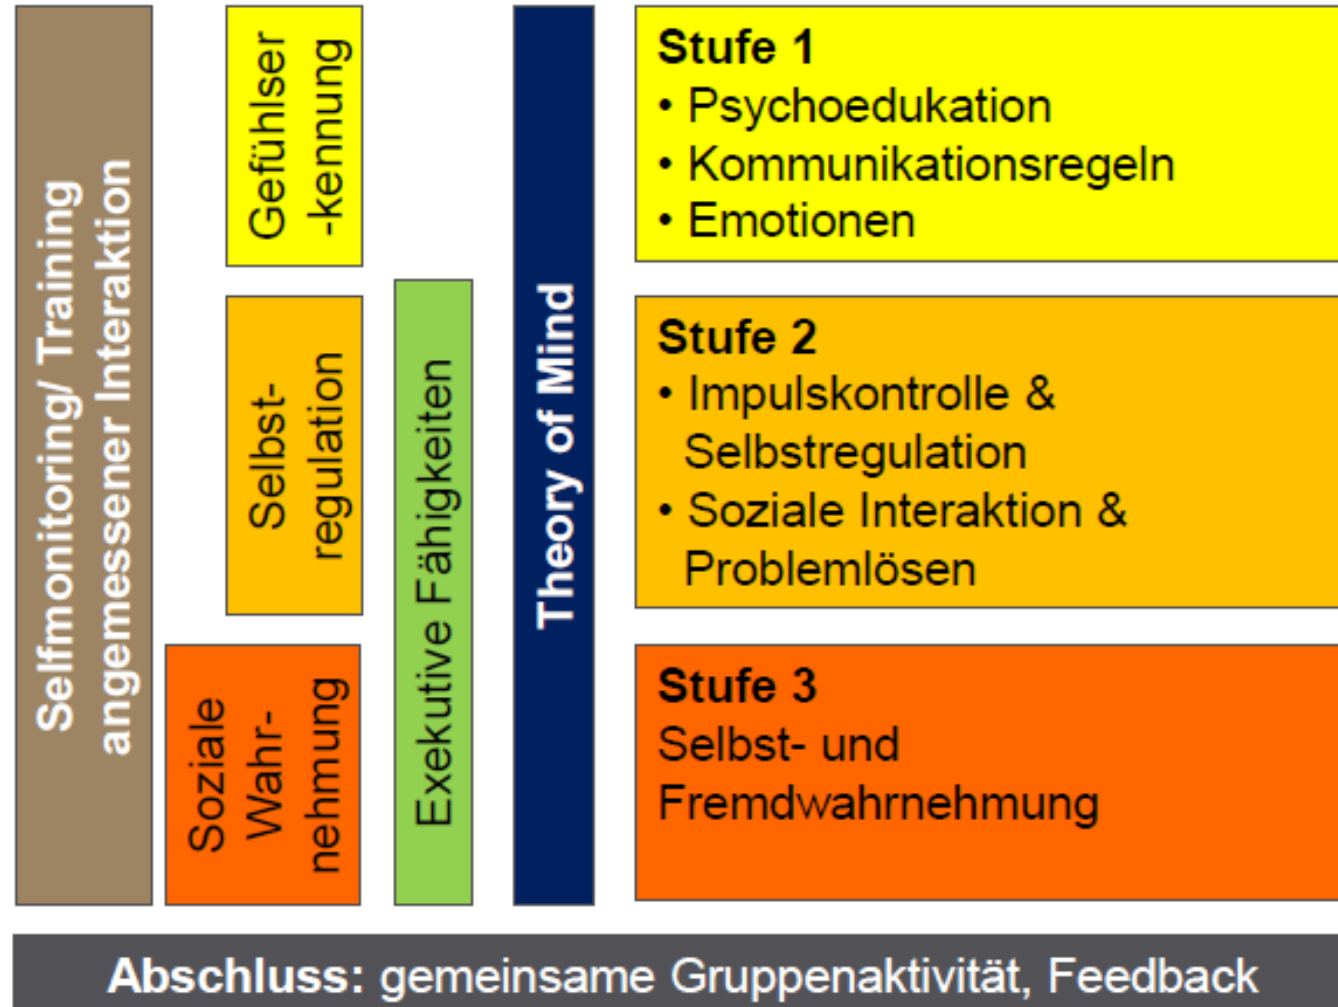 Selfmonitoring/ Training
angemessener Interaktion
Gefühlser
-kennung
Selbst-
regulation
Soziale
Wahr-
nehmung
Exekutive Fähigkeiten
Theory of Mind
Stufe 1
• Psychoedukation
• Kommunikationsregeln
• Emotionen
Stufe 2
• Impulskontrolle &
Selbstregulation
• Soziale Interaktion &
Problemlösen
Stufe 3
Selbst- und
Fremdwahrnehmung
Abschluss: gemeinsame Gruppenaktivität, Feedback